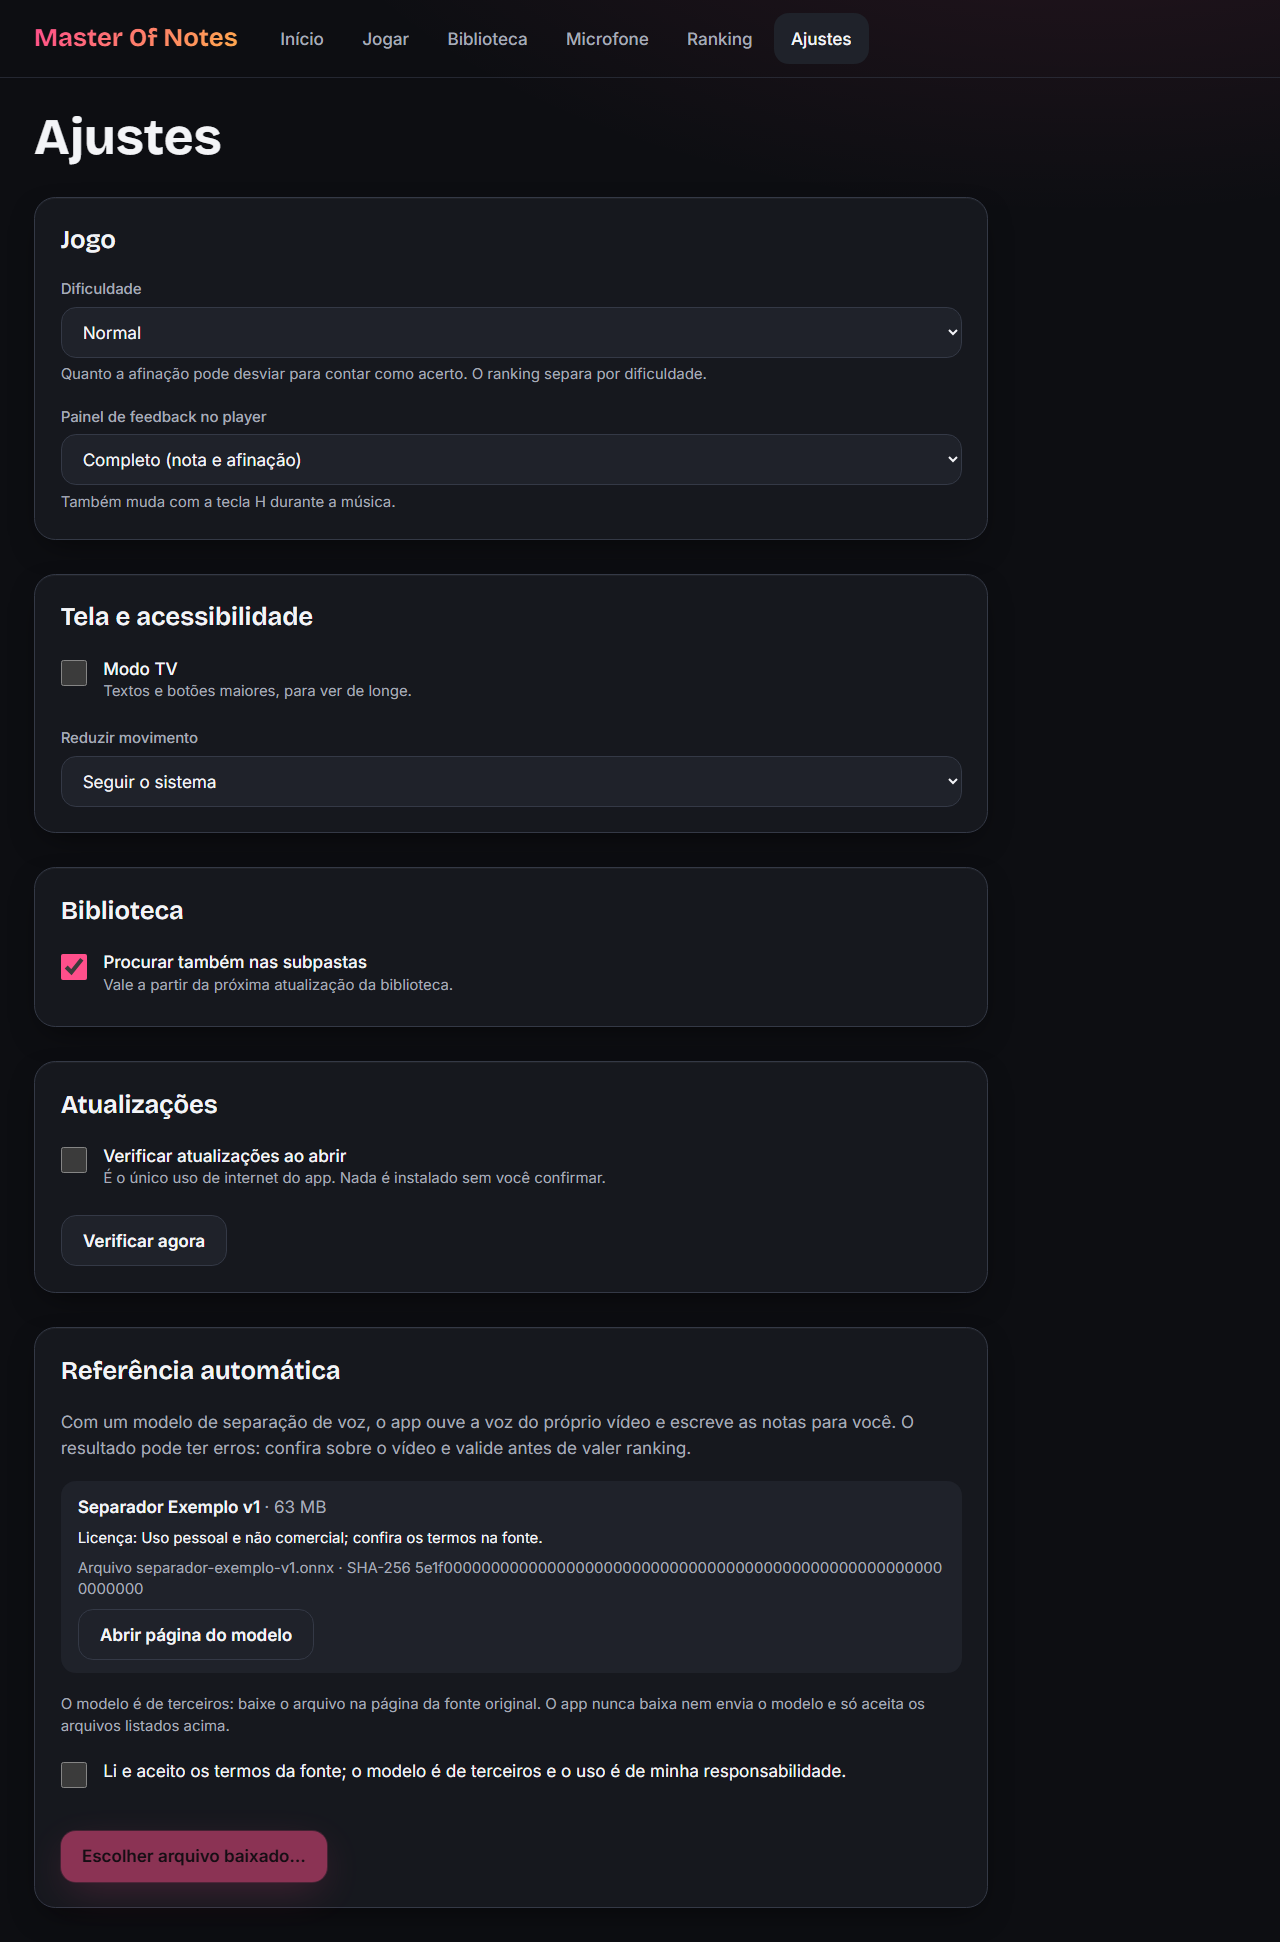 Master Of Notes
Início
Jogar
Biblioteca
Microfone
Ranking
Ajustes
Ajustes
Jogo
Dificuldade
Normal
Quanto a afinação pode desviar para contar como acerto. O ranking separa por dificuldade.
Painel de feedback no player
Completo (nota e afinação)
Também muda com a tecla H durante a música.
Tela e acessibilidade
Modo TV
Textos e botões maiores, para ver de longe.
Reduzir movimento
Seguir o sistema
Biblioteca
Procurar também nas subpastas
Vale a partir da próxima atualização da biblioteca.
Atualizações
Verificar atualizações ao abrir
É o único uso de internet do app. Nada é instalado sem você confirmar.
Verificar agora
Referência automática
Com um modelo de separação de voz, o app ouve a voz do próprio vídeo e escreve as notas para você. O
resultado pode ter erros: confira sobre o vídeo e valide antes de valer ranking.
Separador Exemplo v1 · 63 MB
Licença: Uso pessoal e não comercial; confira os termos na fonte.
Arquivo separador-exemplo-v1.onnx · SHA-256 5e1f00000000000000000000000000000000000000000000000000000
0000000
Abrir página do modelo
O modelo é de terceiros: baixe o arquivo na página da fonte original. O app nunca baixa nem envia o modelo e só aceita os
arquivos listados acima.
Li e aceito os termos da fonte; o modelo é de terceiros e o uso é de minha responsabilidade.
Escolher arquivo baixado…